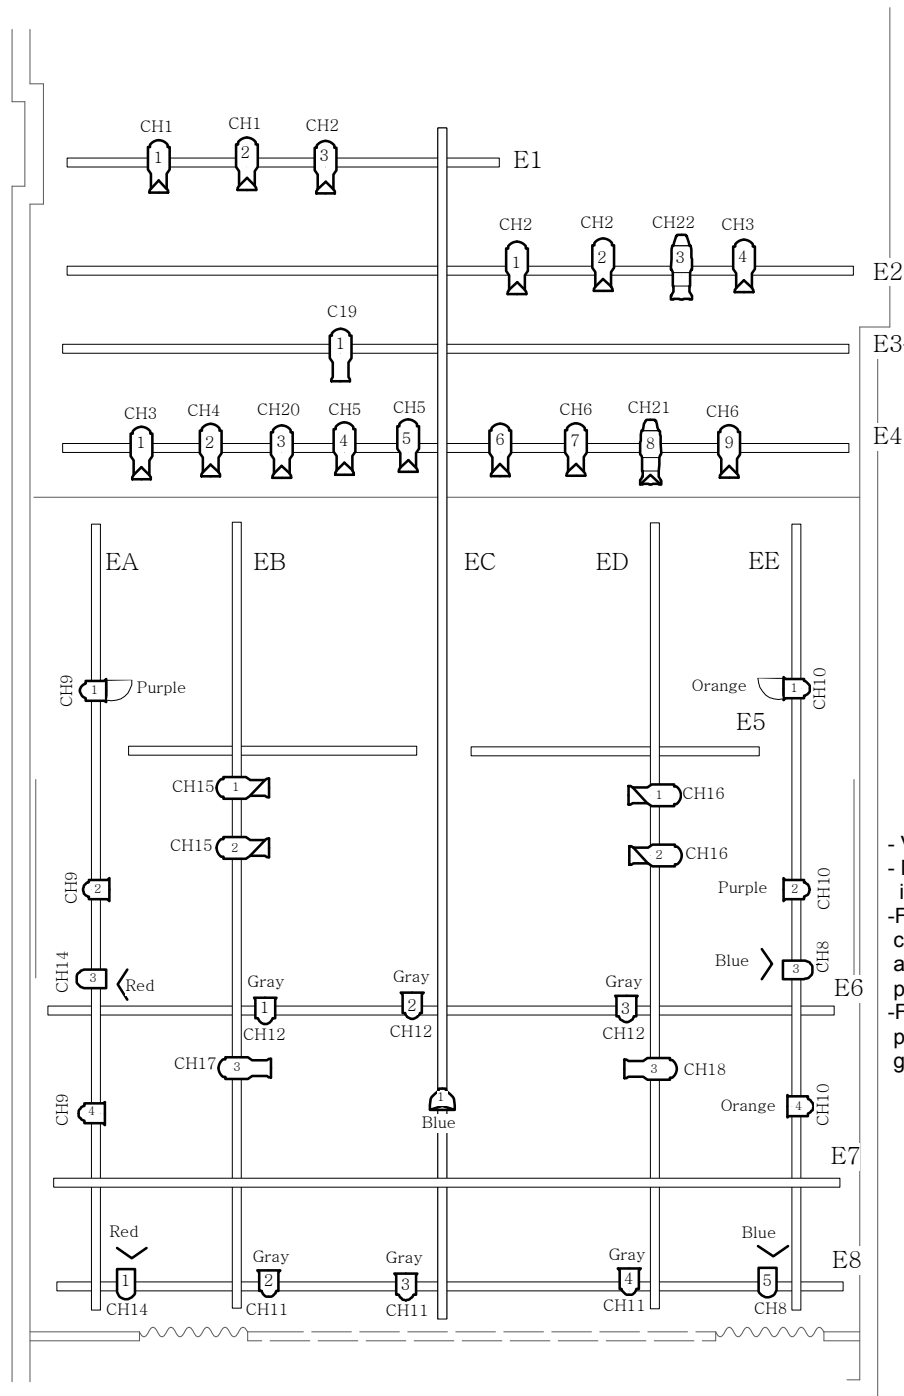 CH1 CH1 CH2
1 2 3 E1
CH2 CH2 CH22 CH3
1 2 3 4 E2
C19
1 E3
CH3 CH4 CH20 CH5 CH5 CH6 CH21 CH6
1 2 3 4 5 6 7 8 9 E4
EA EB EC ED EE
CH9 1 Purple Orange 1 CH10
E5
CH15 1 1 CH16
CH15 2 2 CH16
CH9 2 Purple 2 CH10
CH14 3 Red Blue 3 CH8
E6
Gray Gray Gray
1 2 3
CH12 CH12 CH12
CH17 3 3 CH18
CH9 4 1 Orange 4 CH10
Blue
E7
Red Gray Gray Gray Blue
1 2 3 4 5 E8
CH14 CH11 CH11 CH11 CH8